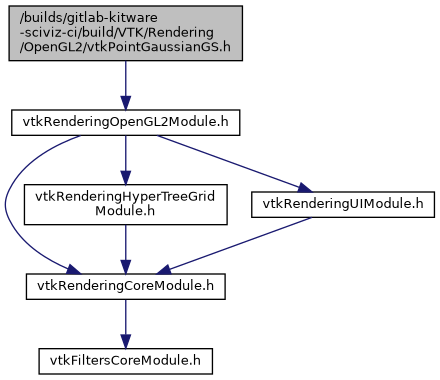 /builds/gitlab-kitware
-sciviz-ci/build/VTK/Rendering
/OpenGL2/vtkPointGaussianGS.h
vtkRenderingOpenGL2Module.h
vtkRenderingHyperTreeGrid
Module.h
vtkRenderingUIModule.h
vtkRenderingCoreModule.h
vtkFiltersCoreModule.h